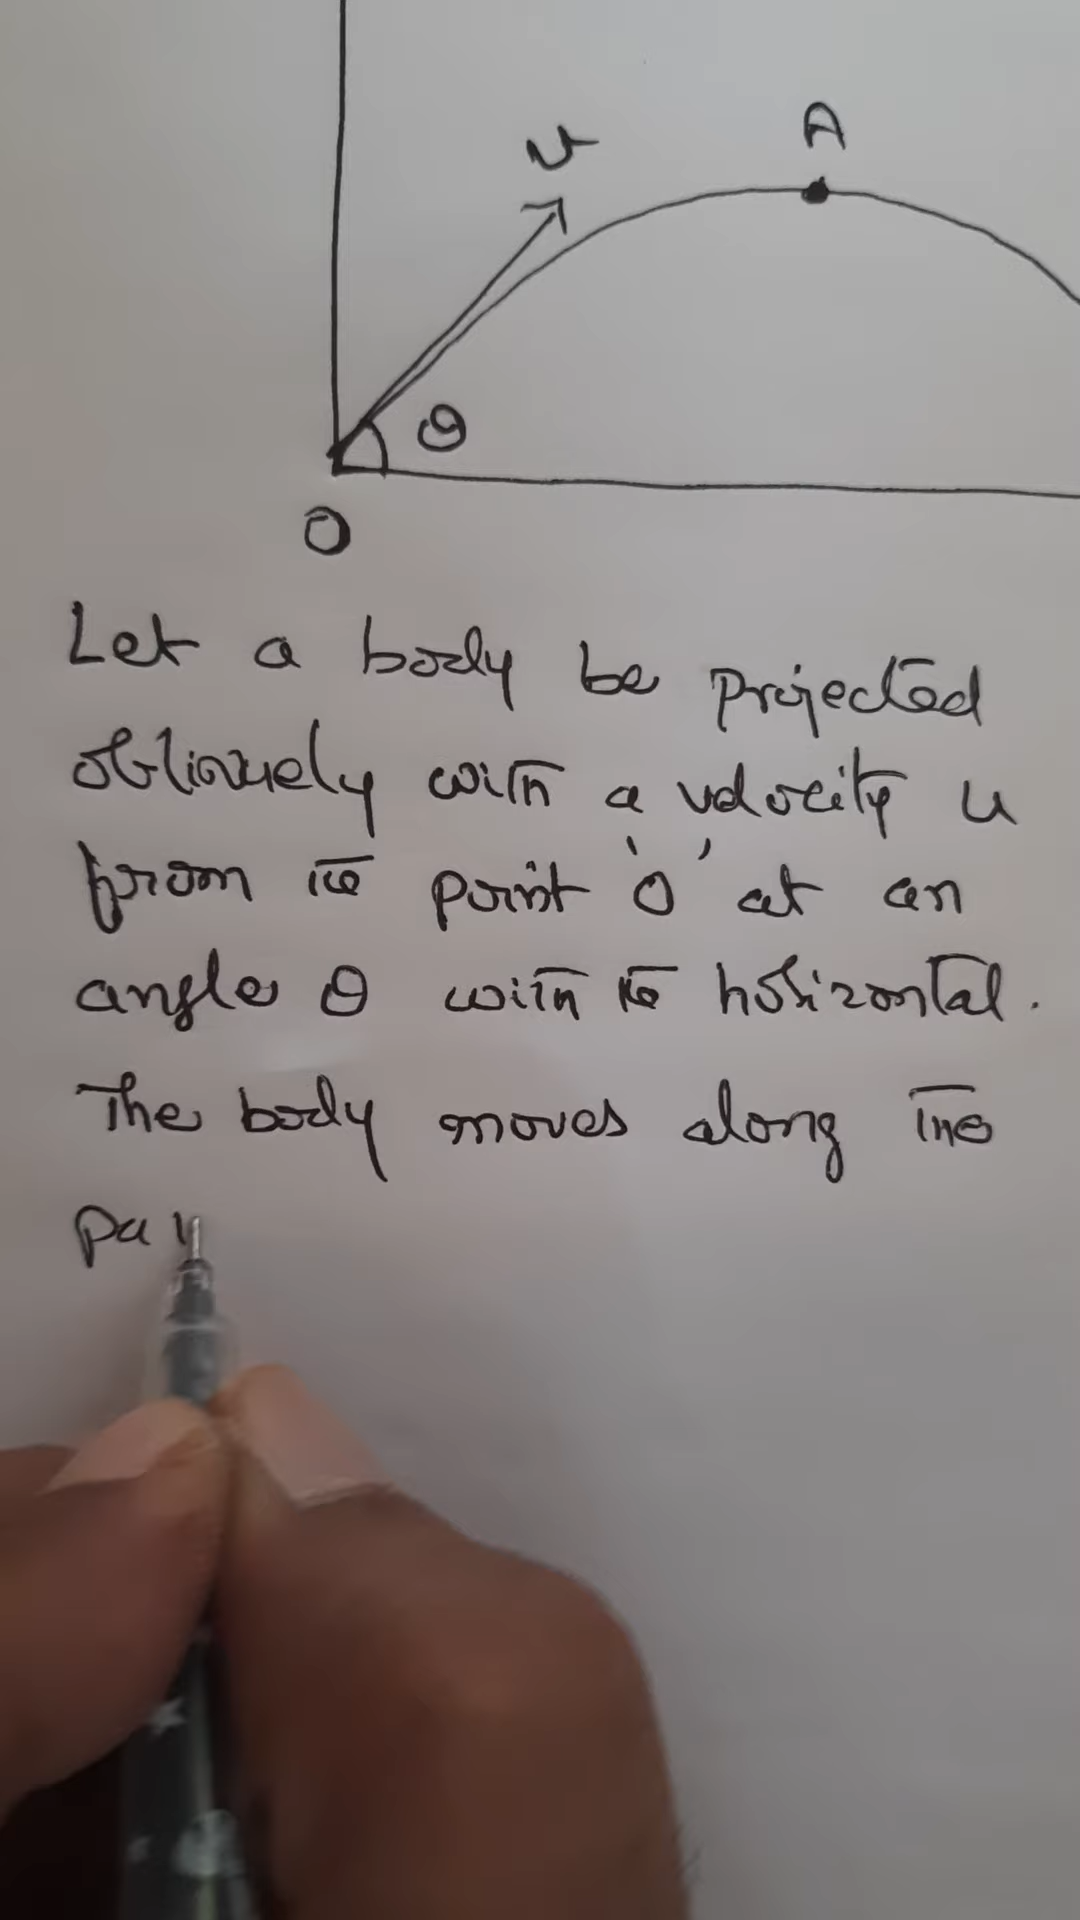 u
A
θ
O
Let a body be projected
obliquely with a velocity u
from the point 'O' at an
angle θ with the horizontal.
The body moves along the
pa